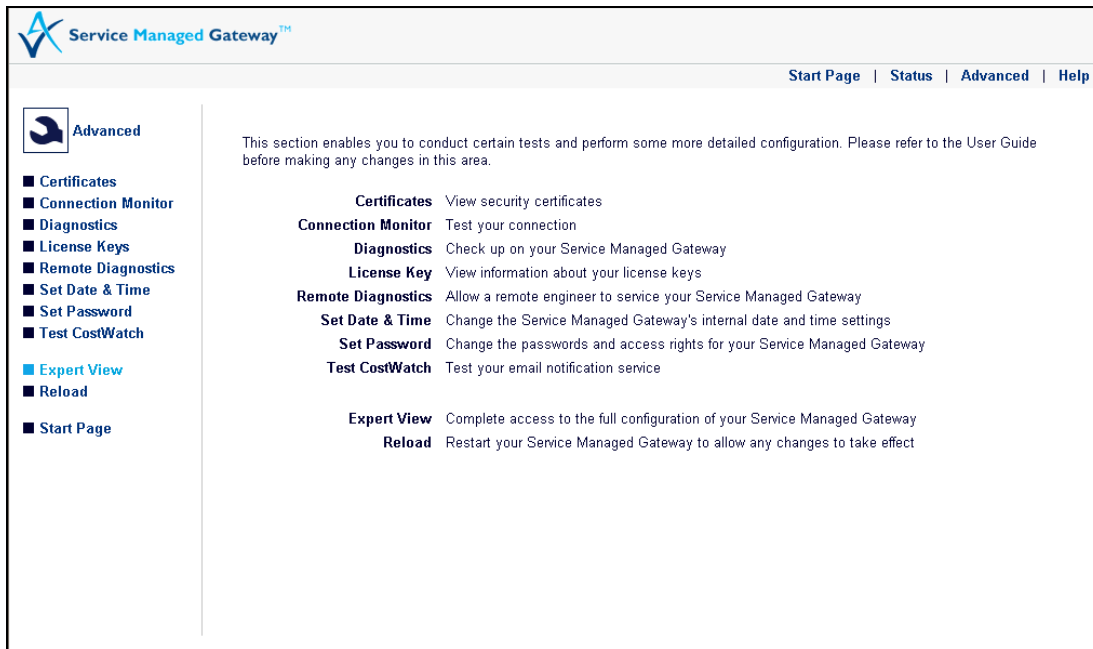 Service Managed Gateway™
Start Page | Status | Advanced | Help
Advanced
Certificates
Connection Monitor
Diagnostics
License Keys
Remote Diagnostics
Set Date & Time
Set Password
Test CostWatch
Expert View
Reload
Start Page
This section enables you to conduct certain tests and perform some more detailed configuration. Please refer to the User Guide
before making any changes in this area.
Certificates View security certificates
Connection Monitor Test your connection
Diagnostics Check up on your Service Managed Gateway
License Key View information about your license keys
Remote Diagnostics Allow a remote engineer to service your Service Managed Gateway
Set Date & Time Change the Service Managed Gateway's internal date and time settings
Set Password Change the passwords and access rights for your Service Managed Gateway
Test CostWatch Test your email notification service
Expert View Complete access to the full configuration of your Service Managed Gateway
Reload Restart your Service Managed Gateway to allow any changes to take effect